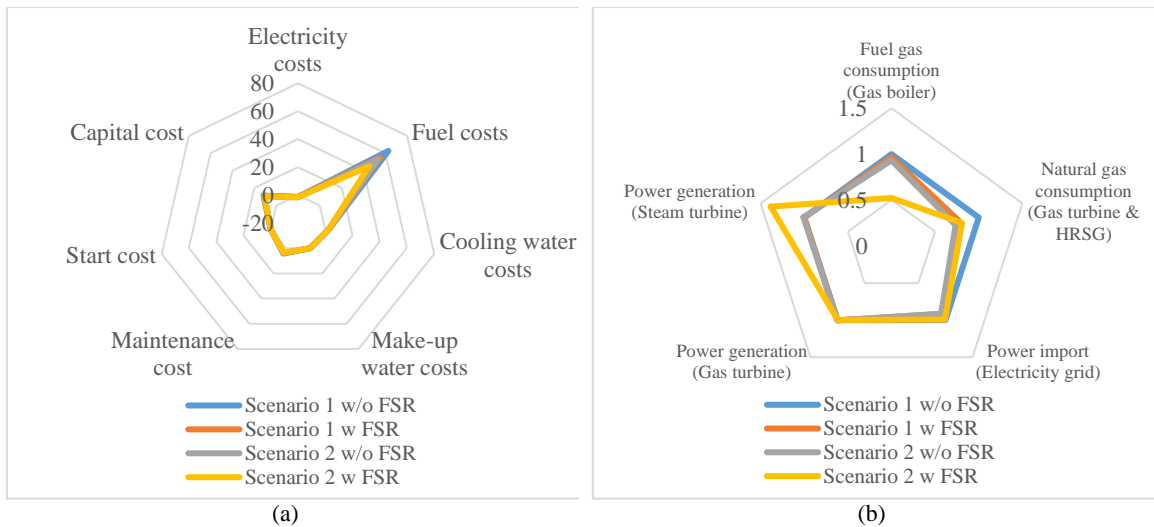 Electricity
costs
80
60
40
20
0
-20
Fuel costs
Cooling water
costs
Make-up
water costs
Maintenance
cost
Start cost
Capital cost
Scenario 1 w/o FSR
Scenario 1 w FSR
Scenario 2 w/o FSR
Scenario 2 w FSR
(a)
Fuel gas
consumption
(Gas boiler)
1.5
1
0.5
0
Natural gas
consumption
(Gas turbine &
HRSG)
Power import
(Electricity grid)
Power generation
(Gas turbine)
Power generation
(Steam turbine)
Scenario 1 w/o FSR
Scenario 1 w FSR
Scenario 2 w/o FSR
Scenario 2 w FSR
(b)